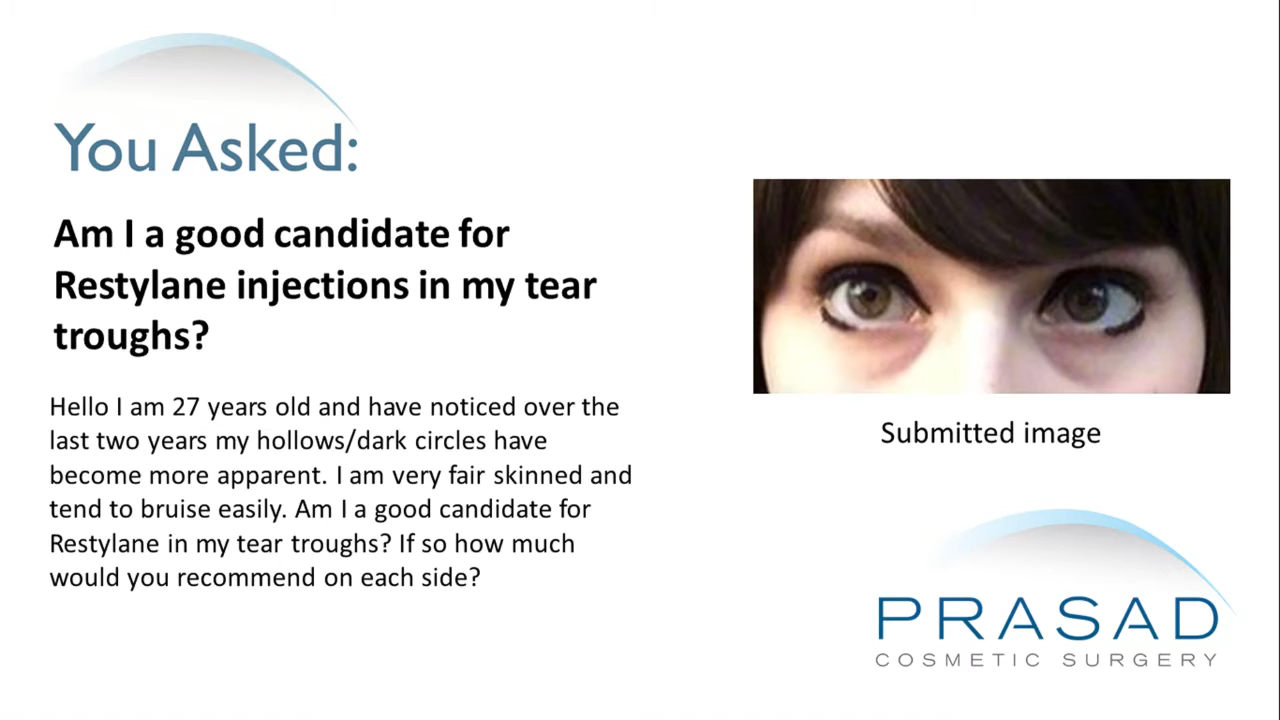 You Asked:
Am I a good candidate for
Restylane injections in my tear
troughs?
Hello I am 27 years old and have noticed over the
last two years my hollows/dark circles have
become more apparent. I am very fair skinned and
tend to bruise easily. Am I a good candidate for
Restylane in my tear troughs? If so how much
would you recommend on each side?
Submitted image
PRASAD
COSMETIC SURGERY